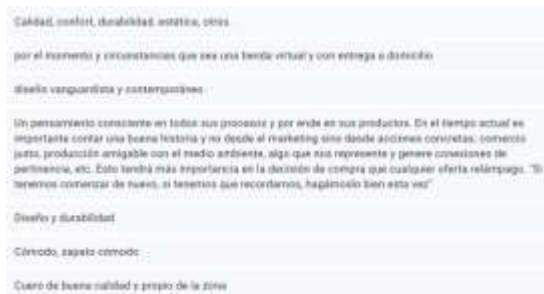 Calidad, confort, durabilidad, estética, otros
por el momento y circunstancias que sea una tienda virtual y con entrega a domicilio
diseño vanguardista y contemporáneo
Un pensamiento consciente en todos sus procesos y por ende en sus productos. En el tiempo actual es
importante contar una buena historia y no desde el marketing sino desde acciones concretas; comercio
justo, producción amigable con el medio ambiente, algo que nos represente y genere conexiones de
pertinencia, etc. Esto tendrá más importancia en la decisión de compra que cualquier oferta relámpago. "Si
tenemos comenzar de nuevo, si tenemos que recordarnos, hagámoslo bien esta vez"
Diseño y durabilidad
Cómodo, zapato cómodo
Cuero de buena calidad y propio de la zona